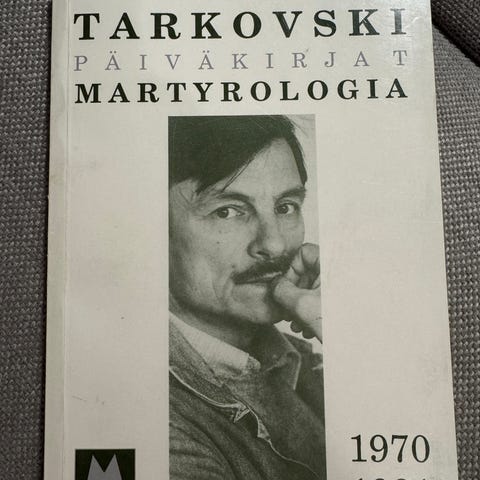 TARKOVSKI
PÄIVÄKIRJAT
MARTYROLOGIA
M
1970